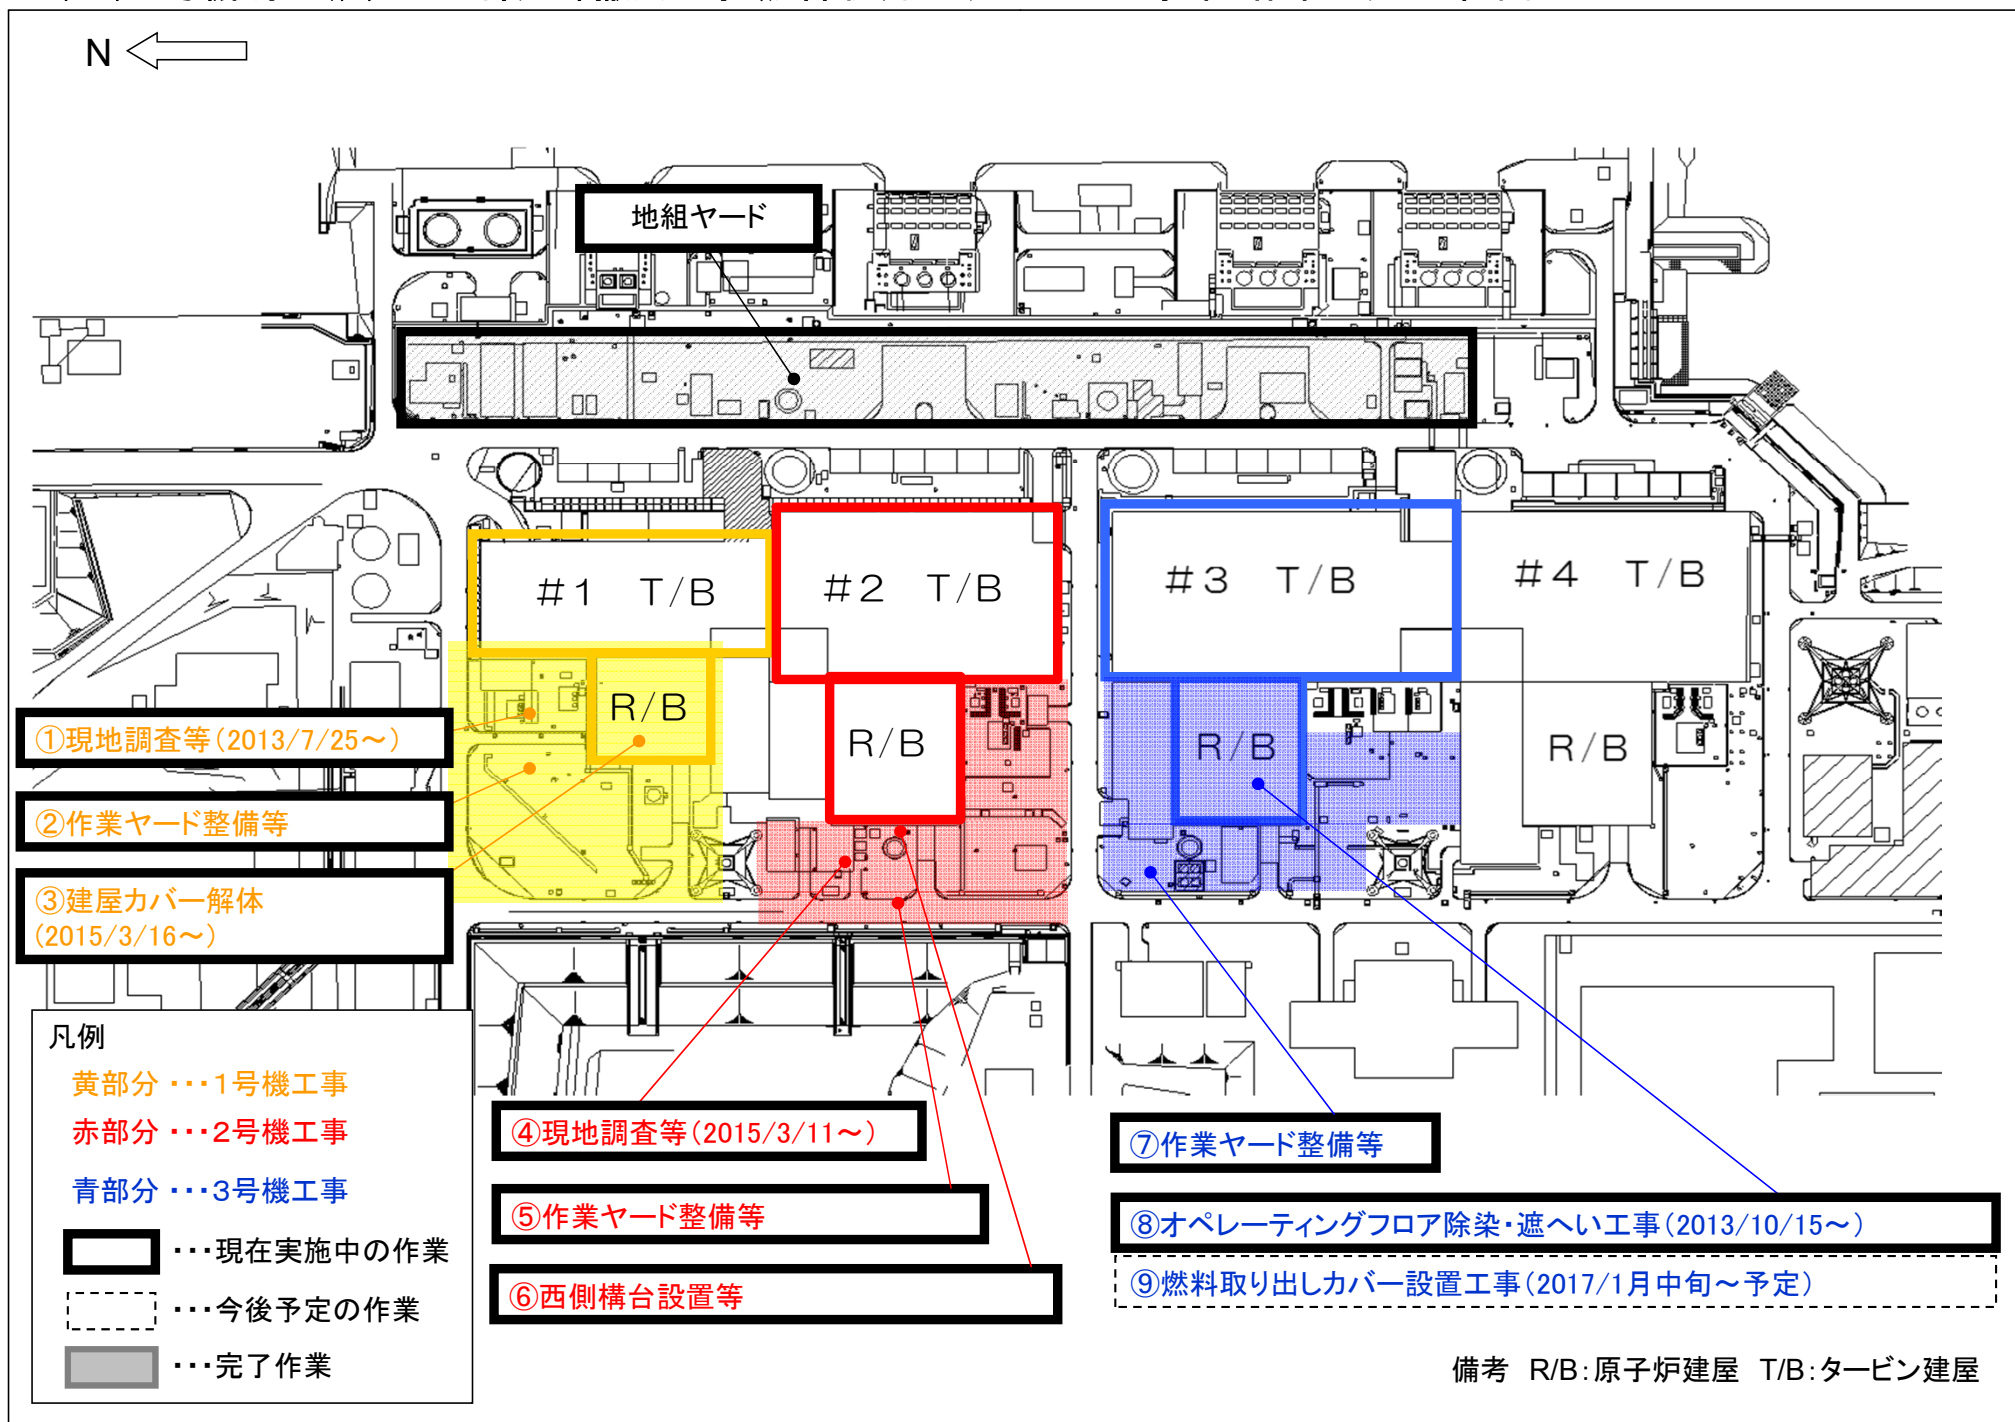 N
地組ヤード
#1 T/B
#2 T/B
#3 T/B
#4 T/B
R/B
R/B
R/B
R/B
①現地調査等(2013/7/25～)
②作業ヤード整備等
③建屋カバー解体
(2015/3/16～)
④現地調査等(2015/3/11～)
⑤作業ヤード整備等
⑥西側構台設置等
⑦作業ヤード整備等
⑧オペレーティングフロア除染・遮へい工事(2013/10/15～)
⑨燃料取り出しカバー設置工事(2017/1月中旬～予定)
凡例
黄部分 ・・・1号機工事
赤部分 ・・・2号機工事
青部分 ・・・3号機工事
・・・現在実施中の作業
・・・今後予定の作業
・・・完了作業
備考 R/B:原子炉建屋 T/B:タービン建屋